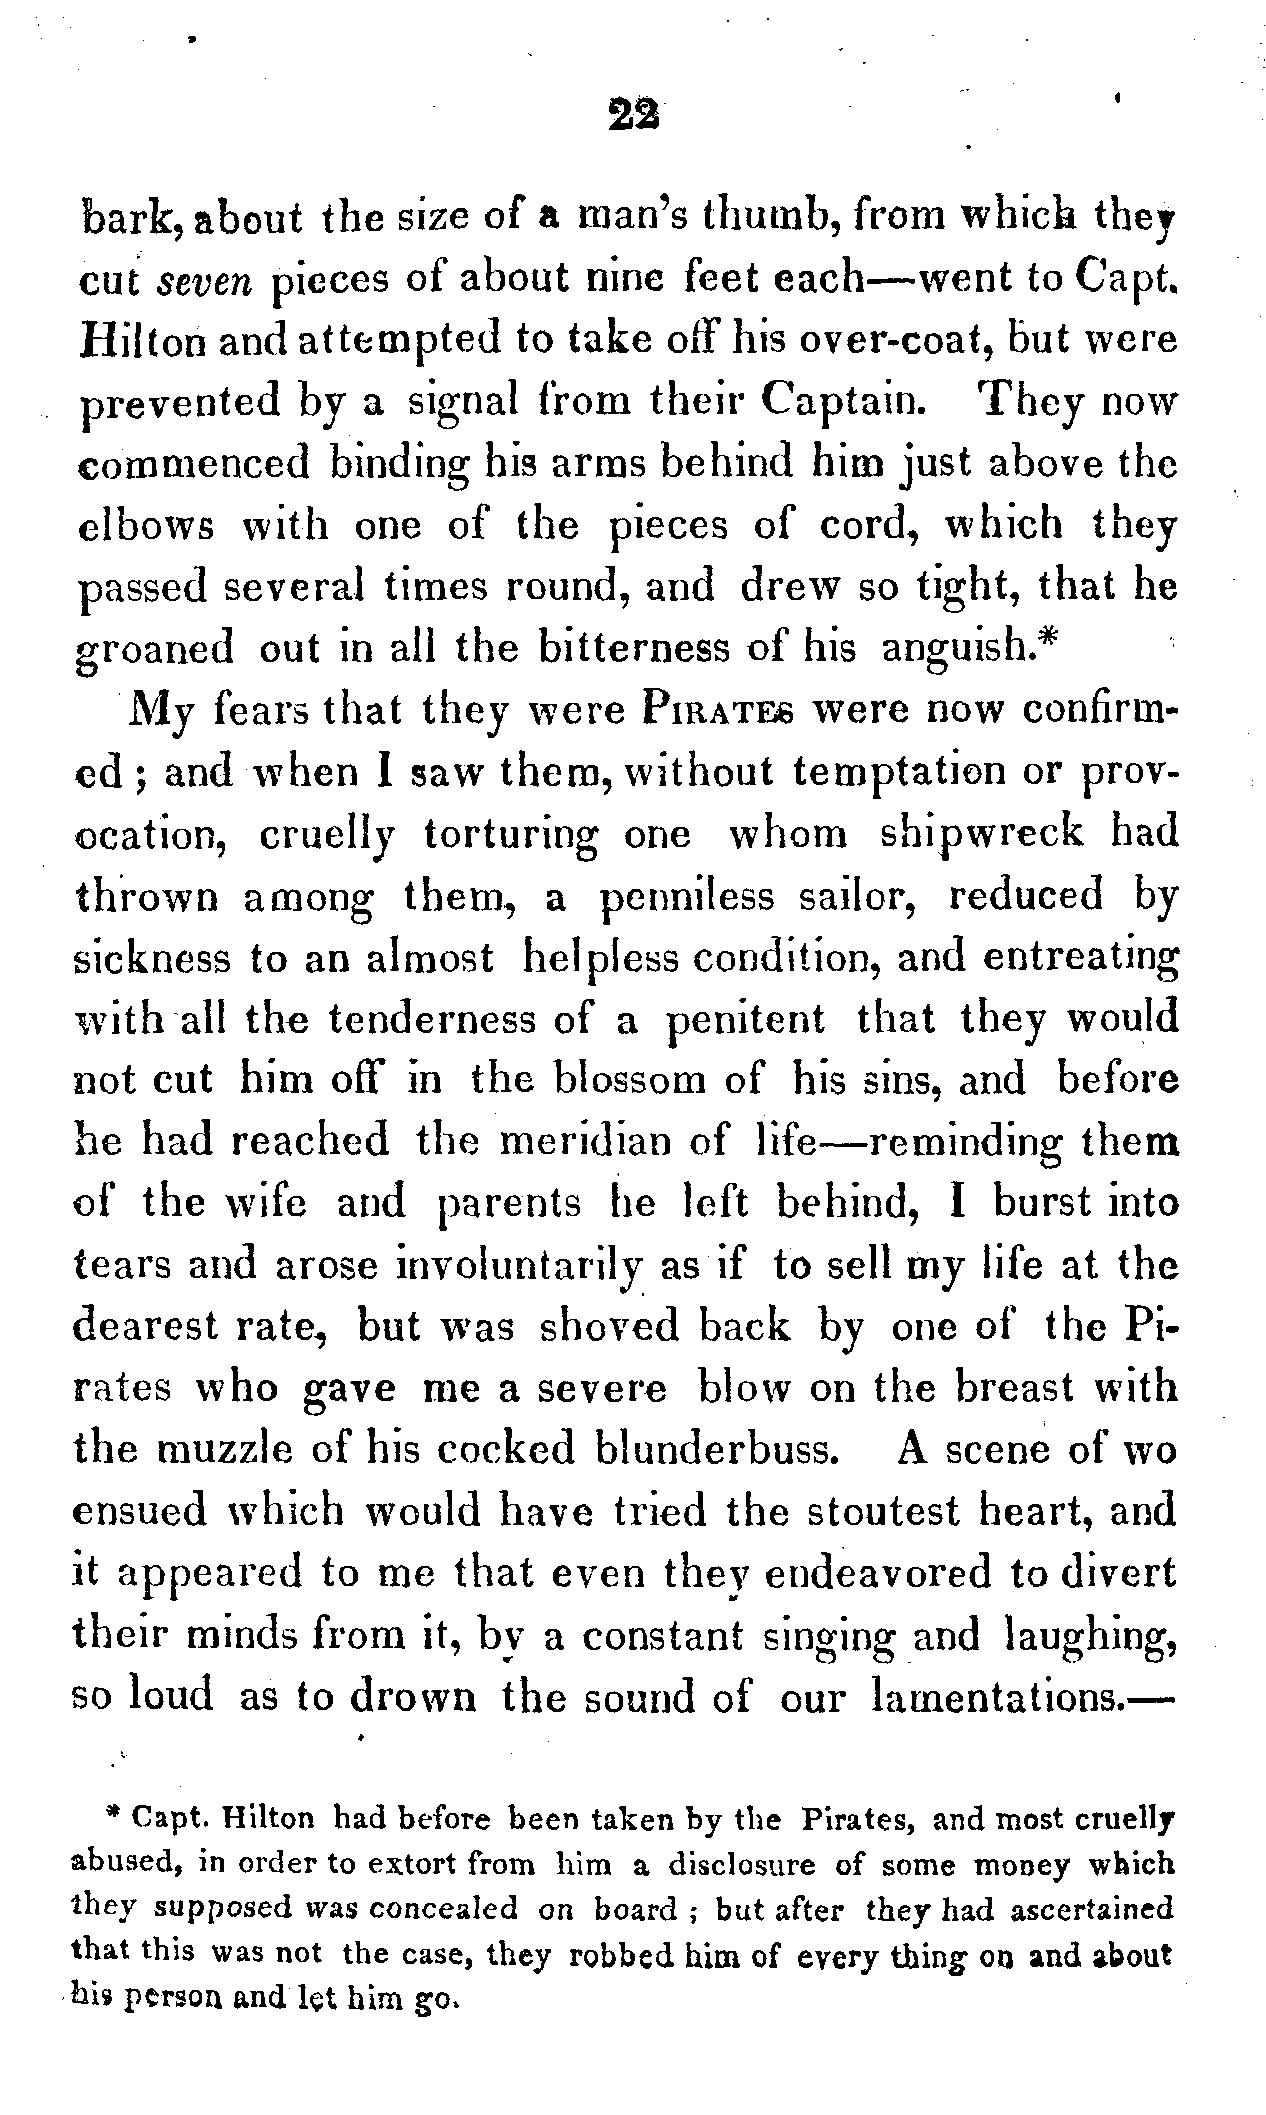 22
bark, about the size of a man's thumb, from which they
cut seven pieces of about nine feet each—went to Capt.
Hilton and attempted to take off his over-coat, but were
prevented by a signal from their Captain. They now
commenced binding his arms behind him just above the
elbows with one of the pieces of cord, which they
passed several times round, and drew so tight, that he
groaned out in all the bitterness of his anguish.*
My fears that they were PIRATES were now confirm-
ed ; and when I saw them, without temptation or prov-
ocation, cruelly torturing one whom shipwreck had
thrown among them, a penniless sailor, reduced by
sickness to an almost helpless condition, and entreating
with all the tenderness of a penitent that they would
not cut him off in the blossom of his sins, and before
he had reached the meridian of life—reminding them
of the wife and parents he left behind, I burst into
tears and arose involuntarily as if to sell my life at the
dearest rate, but was shoved back by one of the Pi-
rates who gave me a severe blow on the breast with
the muzzle of his cocked blunderbuss. A scene of wo
ensued which would have tried the stoutest heart, and
it appeared to me that even they endeavored to divert
their minds from it, by a constant singing and laughing,
so loud as to drown the sound of our lamentations.—
* Capt. Hilton had before been taken by the Pirates, and most cruelly
abused, in order to extort from him a disclosure of some money which
they supposed was concealed on board ; but after they had ascertained
that this was not the case, they robbed him of every thing on and about
his person and let him go.